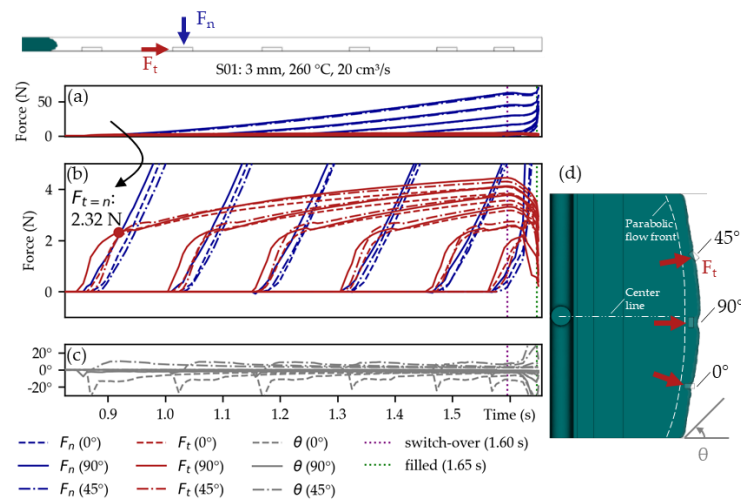 Fn
Ft
S01: 3 mm, 260 °C, 20 cm³/s
(a)
Force (N)
50
0
(b)
Force (N)
4
2
0
Ft=n:
2.32 N
(c)
20°
0°
-20°
0.9 1.0 1.1 1.2 1.3 1.4 1.5 Time (s)
Fn (0°) Ft (0°) θ (0°) switch-over (1.60 s)
Fn (90°) Ft (90°) θ (90°) filled (1.65 s)
Fn (45°) Ft (45°) θ (45°)
(d)
Parabolic
flow front
45°
Ft
Center
line
90°
0°
θ